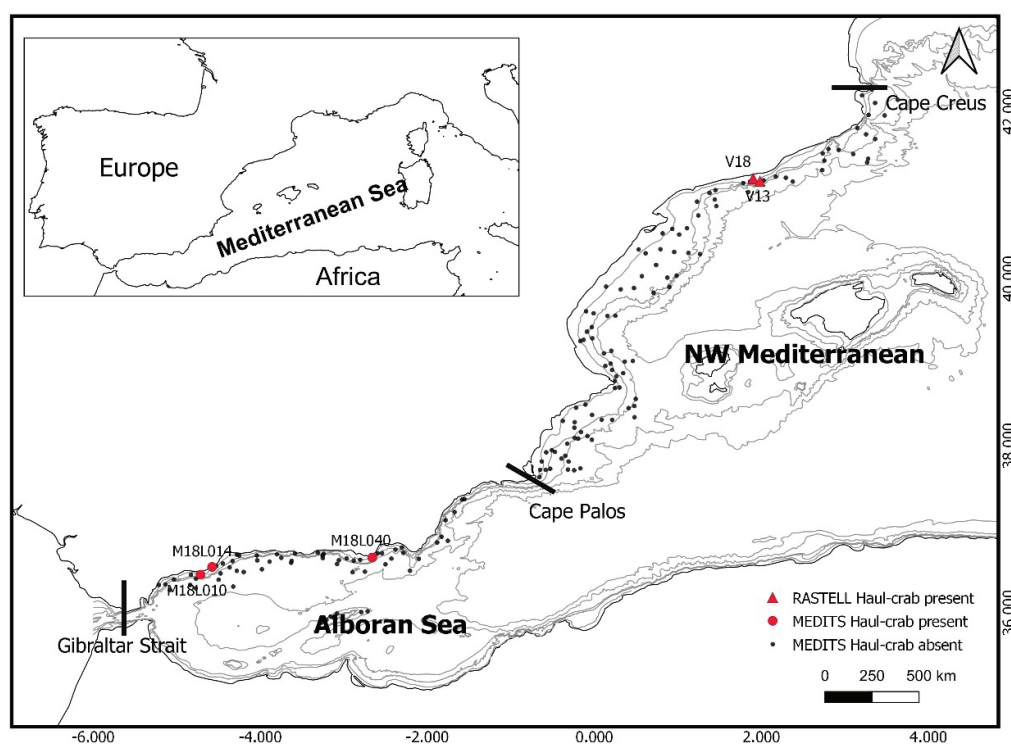 Europe
Mediterranean Sea
Africa
Cape Creus
V18
V13
NW Mediterranean
Cape Palos
M18L014
M18L040
M18L010
Gibraltar Strait
Alboran Sea
RASTELL Haul-crab present
MEDITS Haul-crab present
MEDITS Haul-crab absent
0 250 500 km
42.000
40.000
38.000
36.000
-6.000 -4.000 -2.000 0.000 2.000 4.000